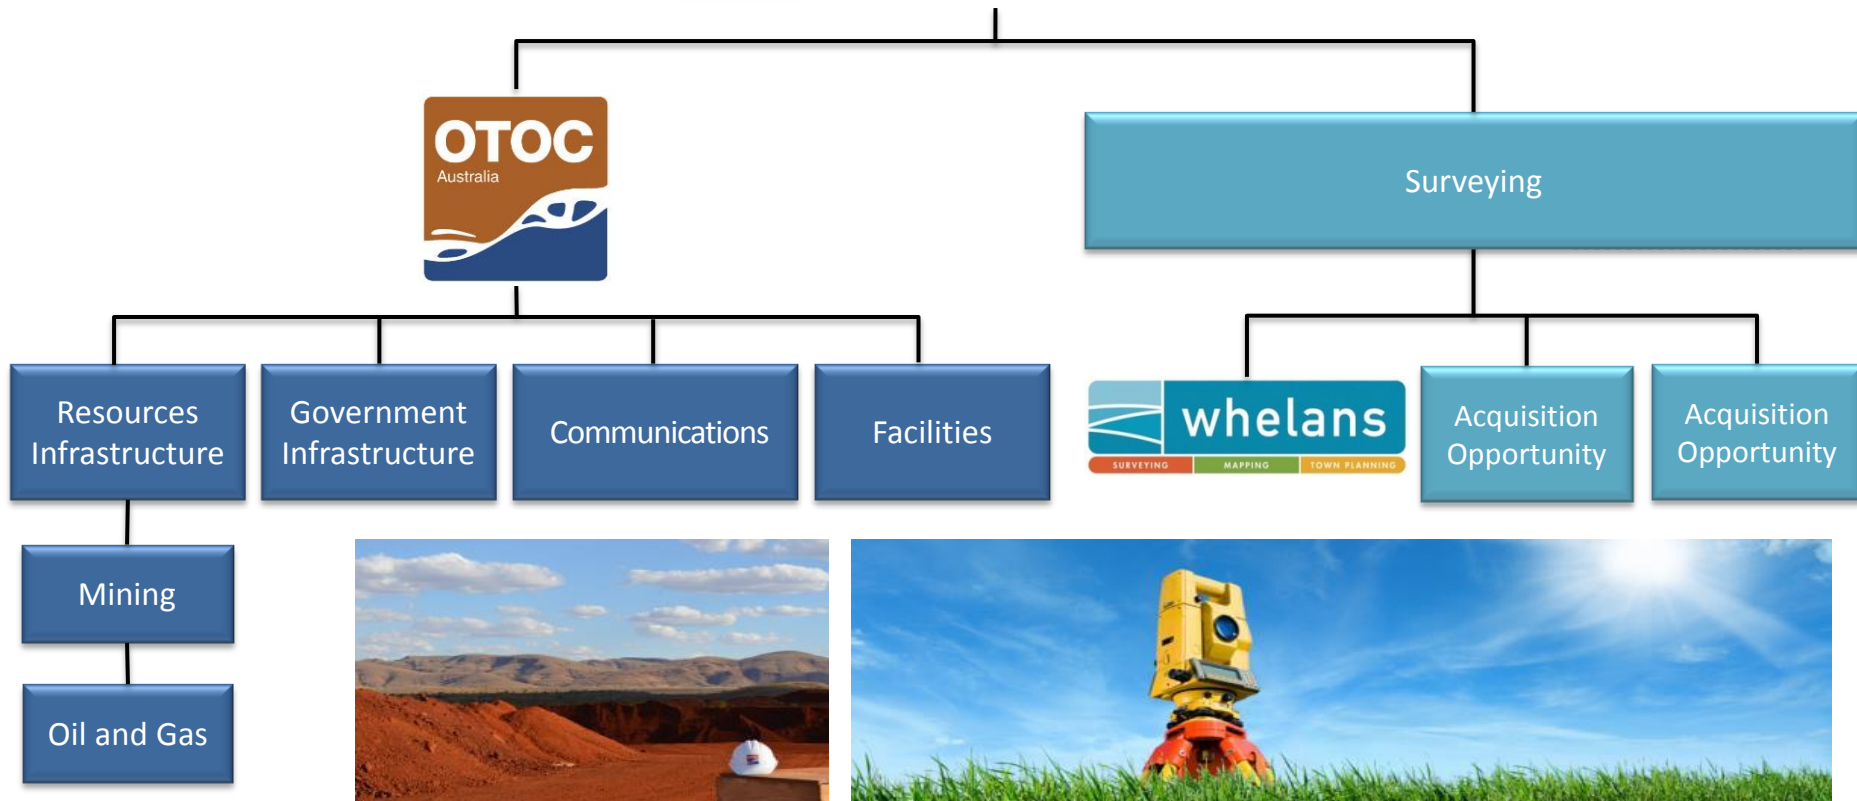 OTOC
Australia
Surveying
Resources
Infrastructure
Government
Infrastructure
Communications
Facilities
whelans
SURVEYING
MAPPING
TOWN PLANNING
Acquisition
Opportunity
Acquisition
Opportunity
Mining
Oil and Gas